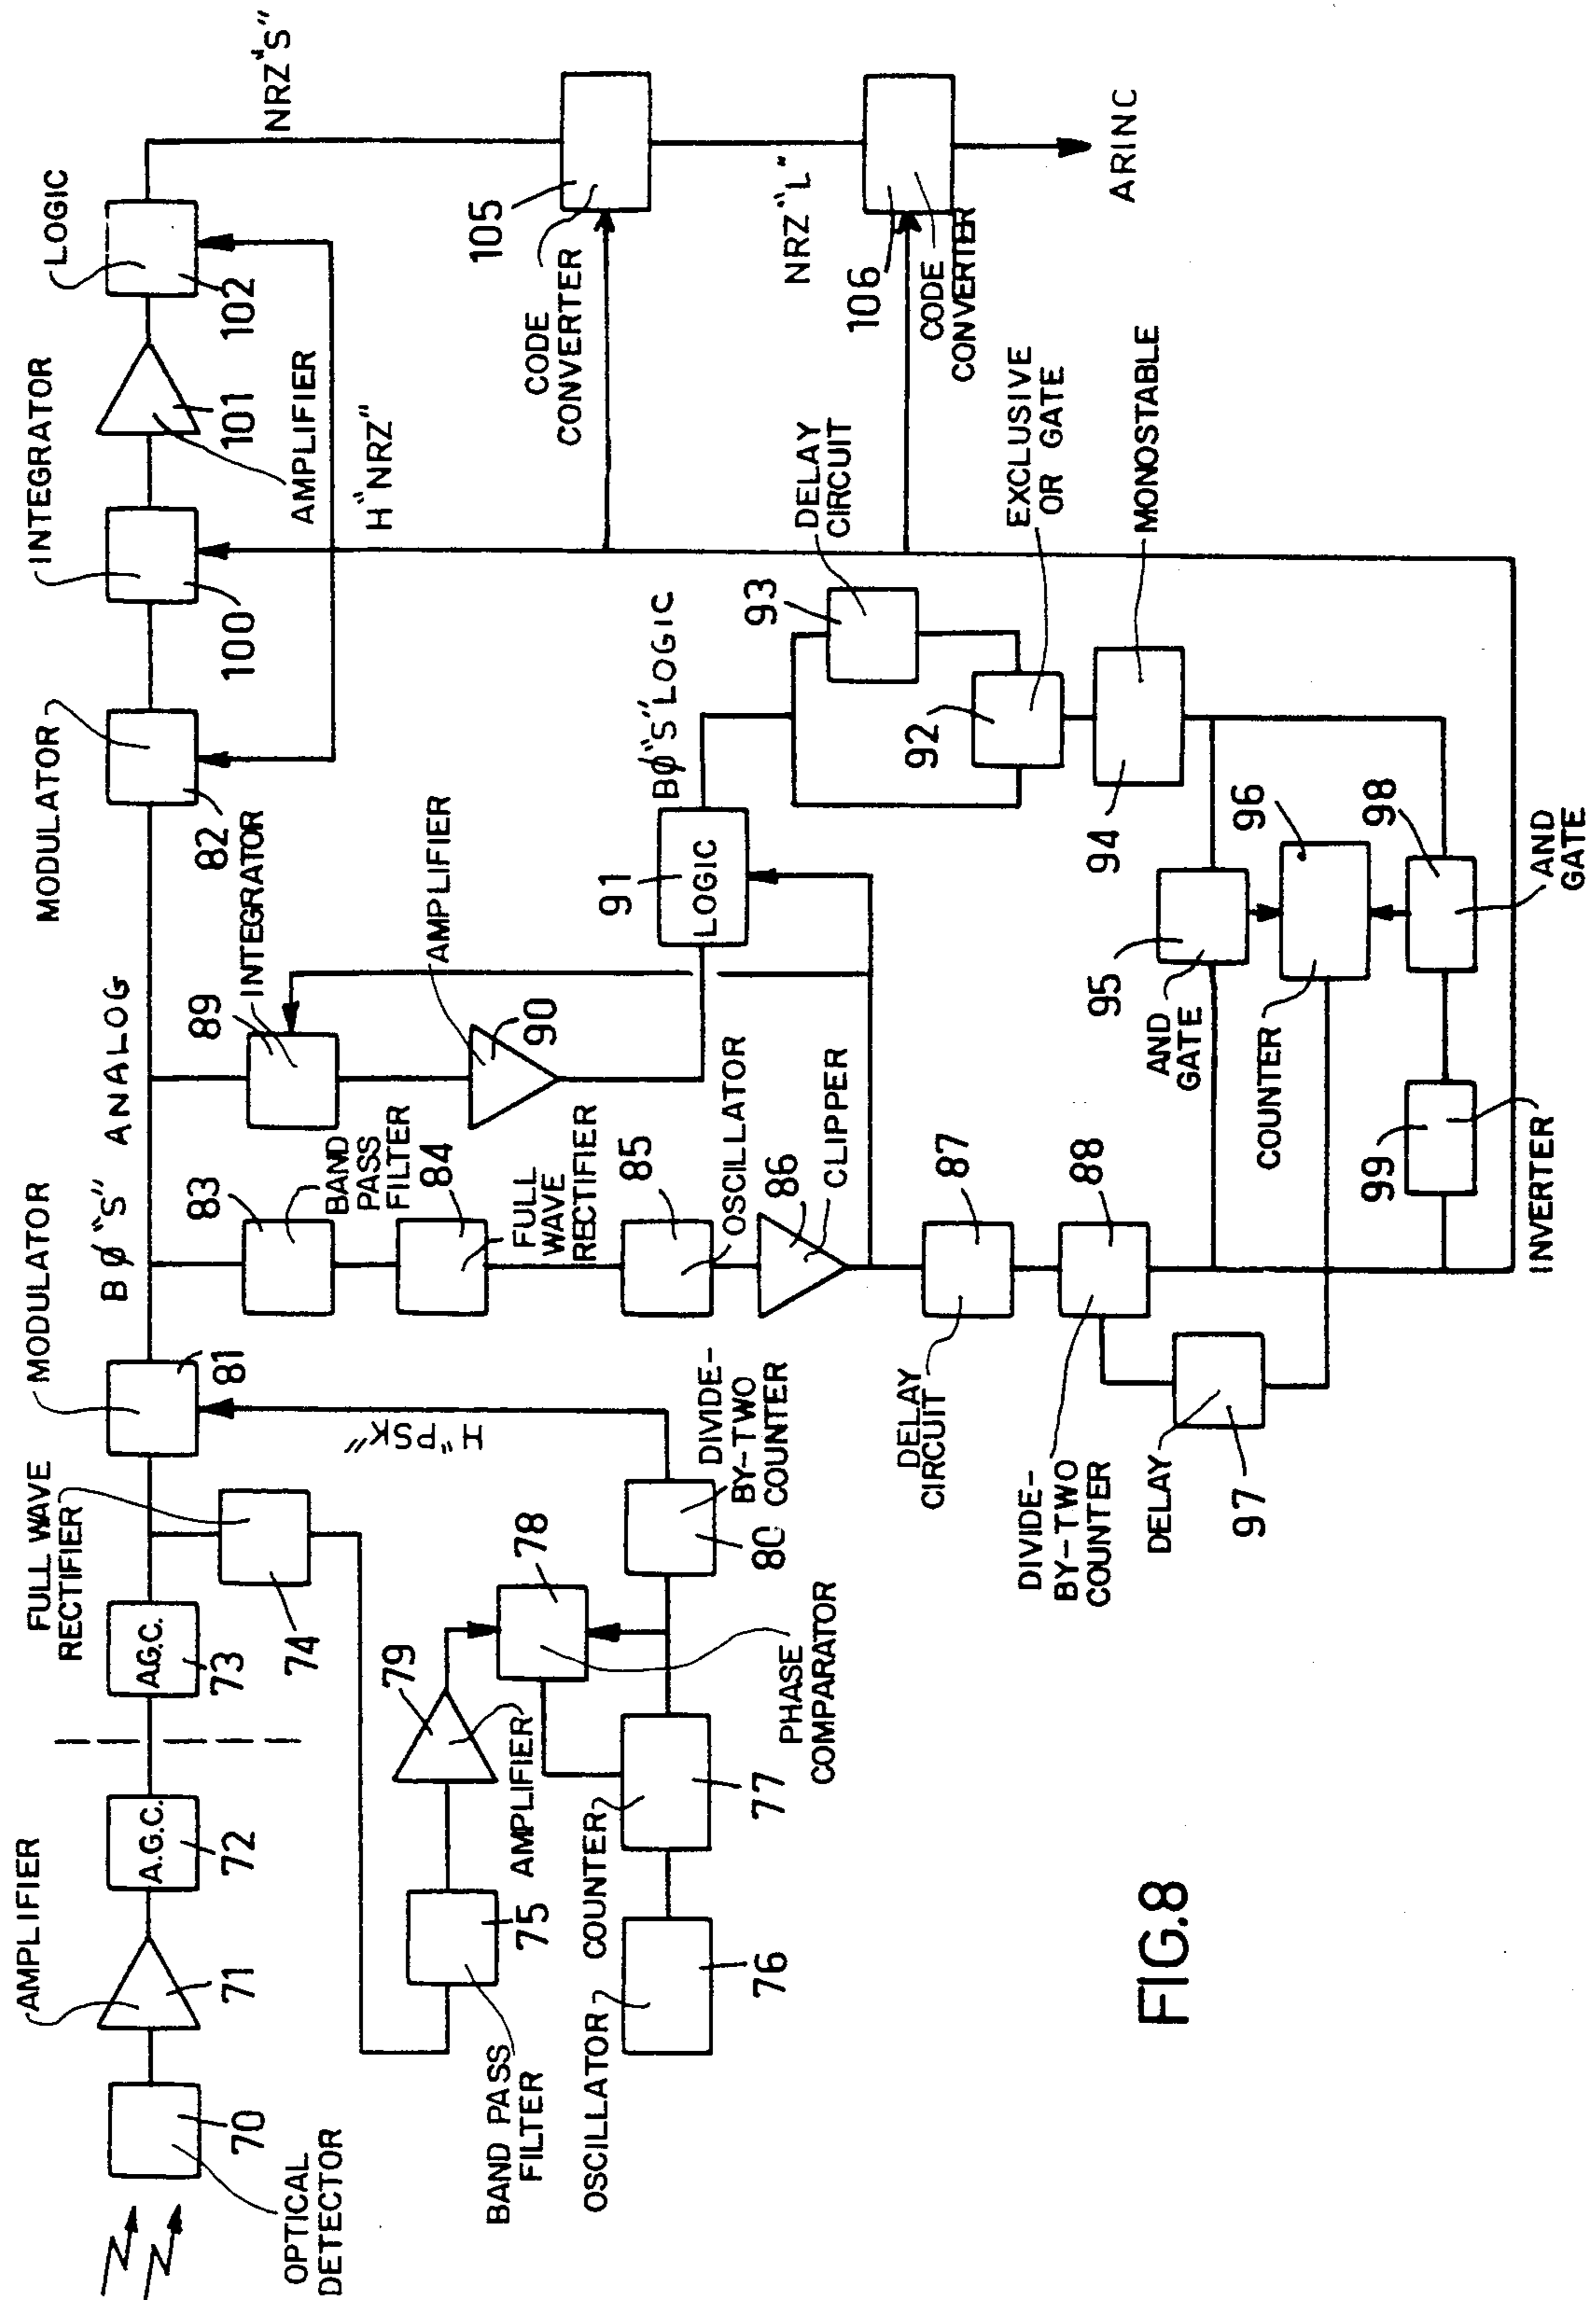 AMPLIFIER
71
70
OPTICAL
DETECTOR
A.G.C.
72
A.G.C.
73
FULL WAVE
RECTIFIER
74
BAND PASS
FILTER
75
AMPLIFIER
79
78
PHASE
COMPARATOR
OSCILLATOR
76
COUNTER
77
80
DIVIDE-
BY-TWO
COUNTER
H"PSK"
MODULATOR
81
BØ "S" ANALOG
83
BAND
PASS
FILTER
84
FULL
WAVE
RECTIFIER
85
OSCILLATOR
86
CLIPPER
87
DELAY
CIRCUIT
88
DIVIDE-
BY-TWO
COUNTER
DELAY
97
89
INTEGRATOR
AMPLIFIER
90
91
LOGIC
BØ"S"LOGIC
93
DELAY
CIRCUIT
92
EXCLUSIVE
OR GATE
94
MONOSTABLE
95
AND
GATE
96
COUNTER
98
AND
GATE
99
INVERTER
MODULATOR
82
INTEGRATOR
100
AMPLIFIER
101
LOGIC
102
H"NRZ"
NRZ"S"
105
CODE
CONVERTER
NRZ"L"
106
CODE
CONVERTER
ARINC
FIG.8